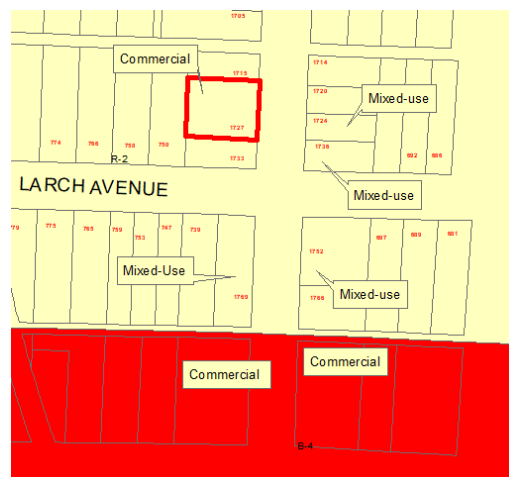 1705
Commercial
1715
1714
1720
Mixed-use
1724
1727
774
766
758
750
1733
R-2
1736
692
686
LARCH AVENUE
Mixed-use
779
773
765
759
753
747
739
1752
697
689
681
Mixed-Use
1769
1766
Mixed-use
Commercial
Commercial
B-4